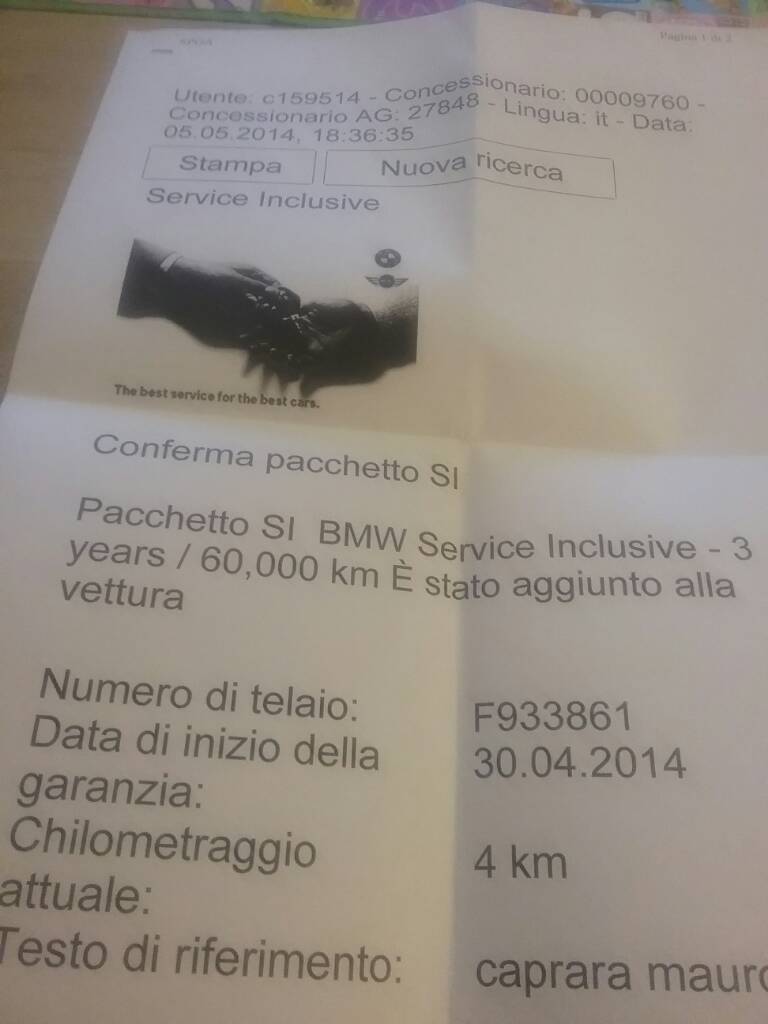 Pagina 1 di 2
Utente: c159514 - Concessionario: 00009760 -
Concessionario AG: 27848 - Lingua: it - Data:
05.05.2014, 18:36:35
Stampa Nuova ricerca
Service Inclusive
The best service for the best cars.
Conferma pacchetto SI
Pacchetto SI BMW Service Inclusive - 3
years / 60,000 km È stato aggiunto alla
vettura
Numero di telaio: F933861
Data di inizio della 30.04.2014
garanzia:
Chilometraggio 4 km
attuale:
Testo di riferimento: caprara mauro